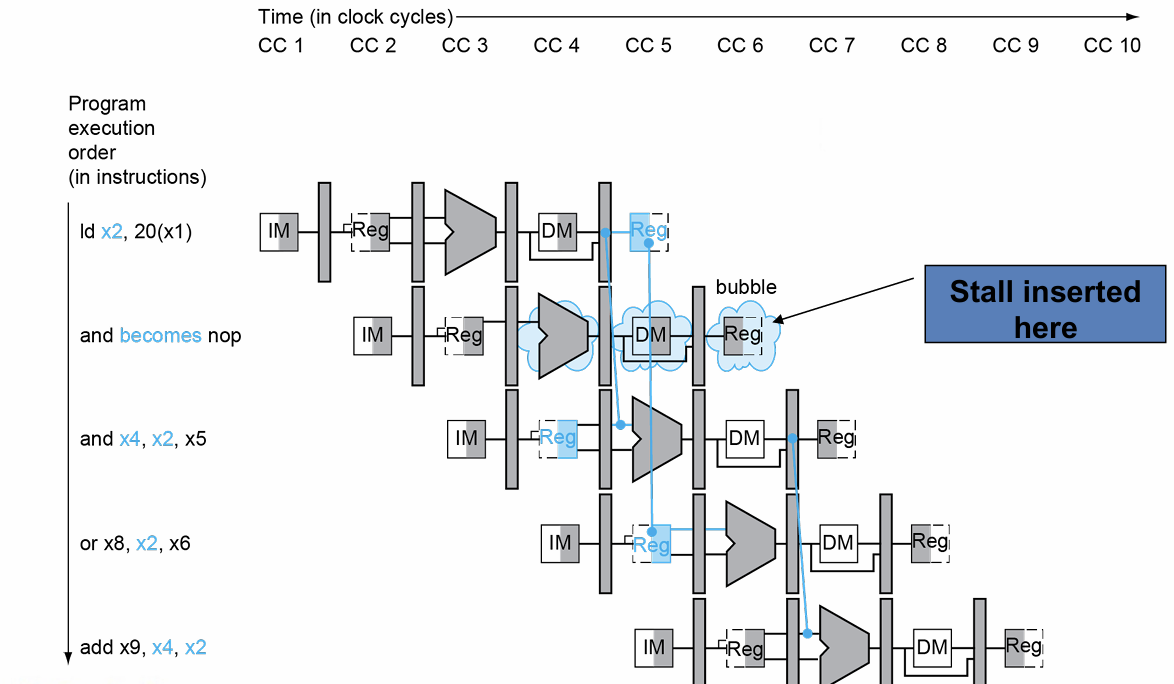 Time (in clock cycles)
CC 1 CC 2 CC 3 CC 4 CC 5 CC 6 CC 7 CC 8 CC 9 CC 10
Program
execution
order
(in instructions)
ld x2, 20(x1)
IM Reg DM Reg
bubble
Stall inserted
here
and becomes nop
IM Reg DM Reg
and x4, x2, x5
IM Reg DM Reg
or x8, x2, x6
IM Reg DM Reg
add x9, x4, x2
IM Reg DM Reg